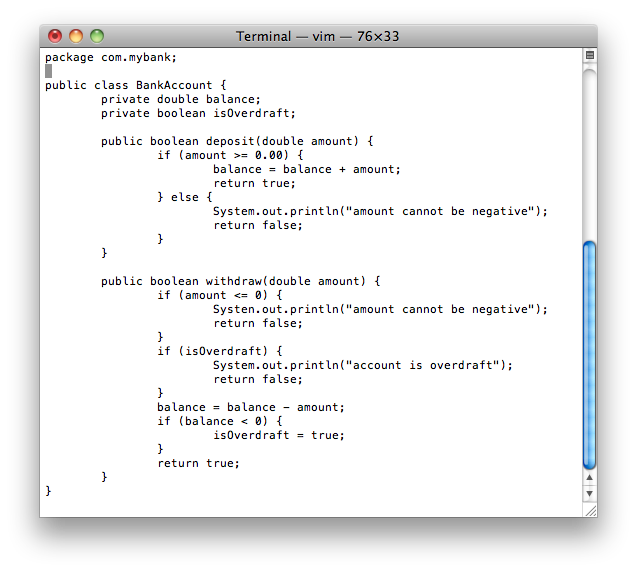 Terminal — vim — 76×33
package com.mybank;
public class BankAccount {
        private double balance;
        private boolean isOverdraft;
        public boolean deposit(double amount) {
                if (amount >= 0.00) {
                        balance = balance + amount;
                        return true;
                } else {
                        System.out.println("amount cannot be negative");
                        return false;
                }
        }
        public boolean withdraw(double amount) {
                if (amount <= 0) {
                        System.out.println("amount cannot be negative");
                        return false;
                }
                if (isOverdraft) {
                        System.out.println("account is overdraft");
                        return false;
                }
                balance = balance - amount;
                if (balance < 0) {
                        isOverdraft = true;
                }
                return true;
        }
}